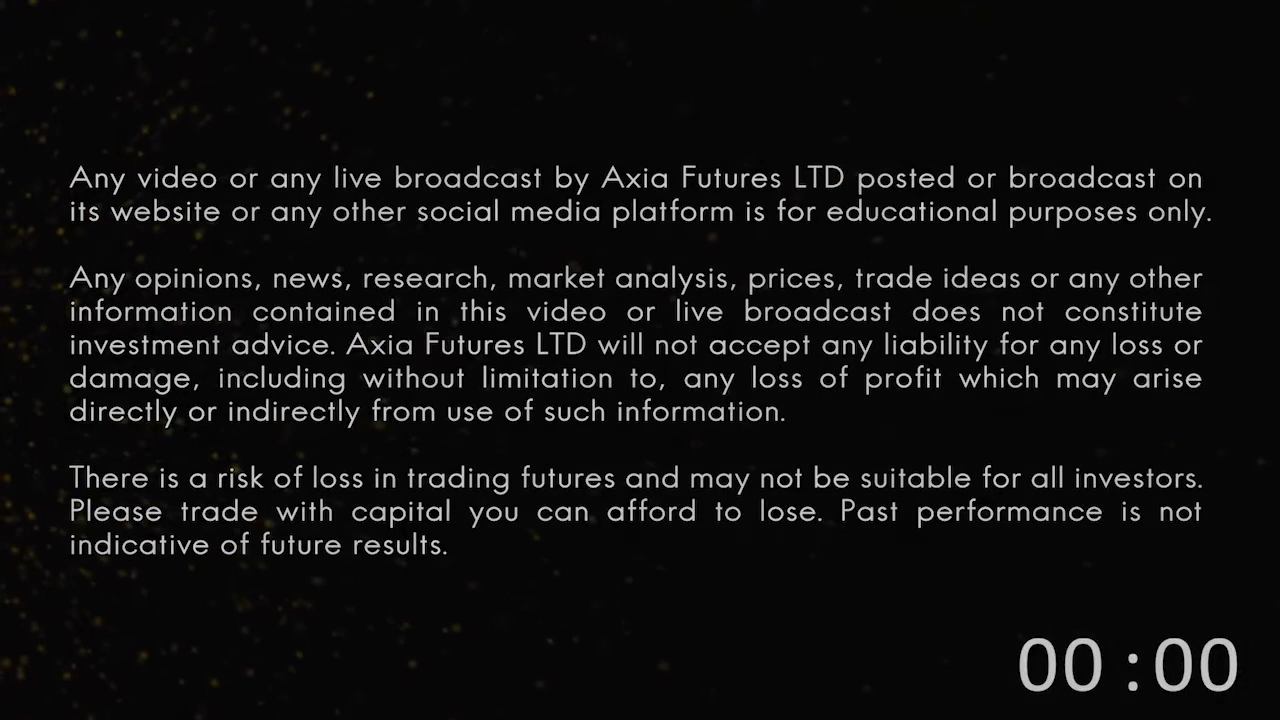 Any video or any live broadcast by Axia Futures LTD posted or broadcast on
its website or any other social media platform is for educational purposes only.
Any opinions, news, research, market analysis, prices, trade ideas or any other
information contained in this video or live broadcast does not constitute
investment advice. Axia Futures LTD will not accept any liability for any loss or
damage, including without limitation to, any loss of profit which may arise
directly or indirectly from use of such information.
There is a risk of loss in trading futures and may not be suitable for all investors.
Please trade with capital you can afford to lose. Past performance is not
indicative of future results.
00 : 00